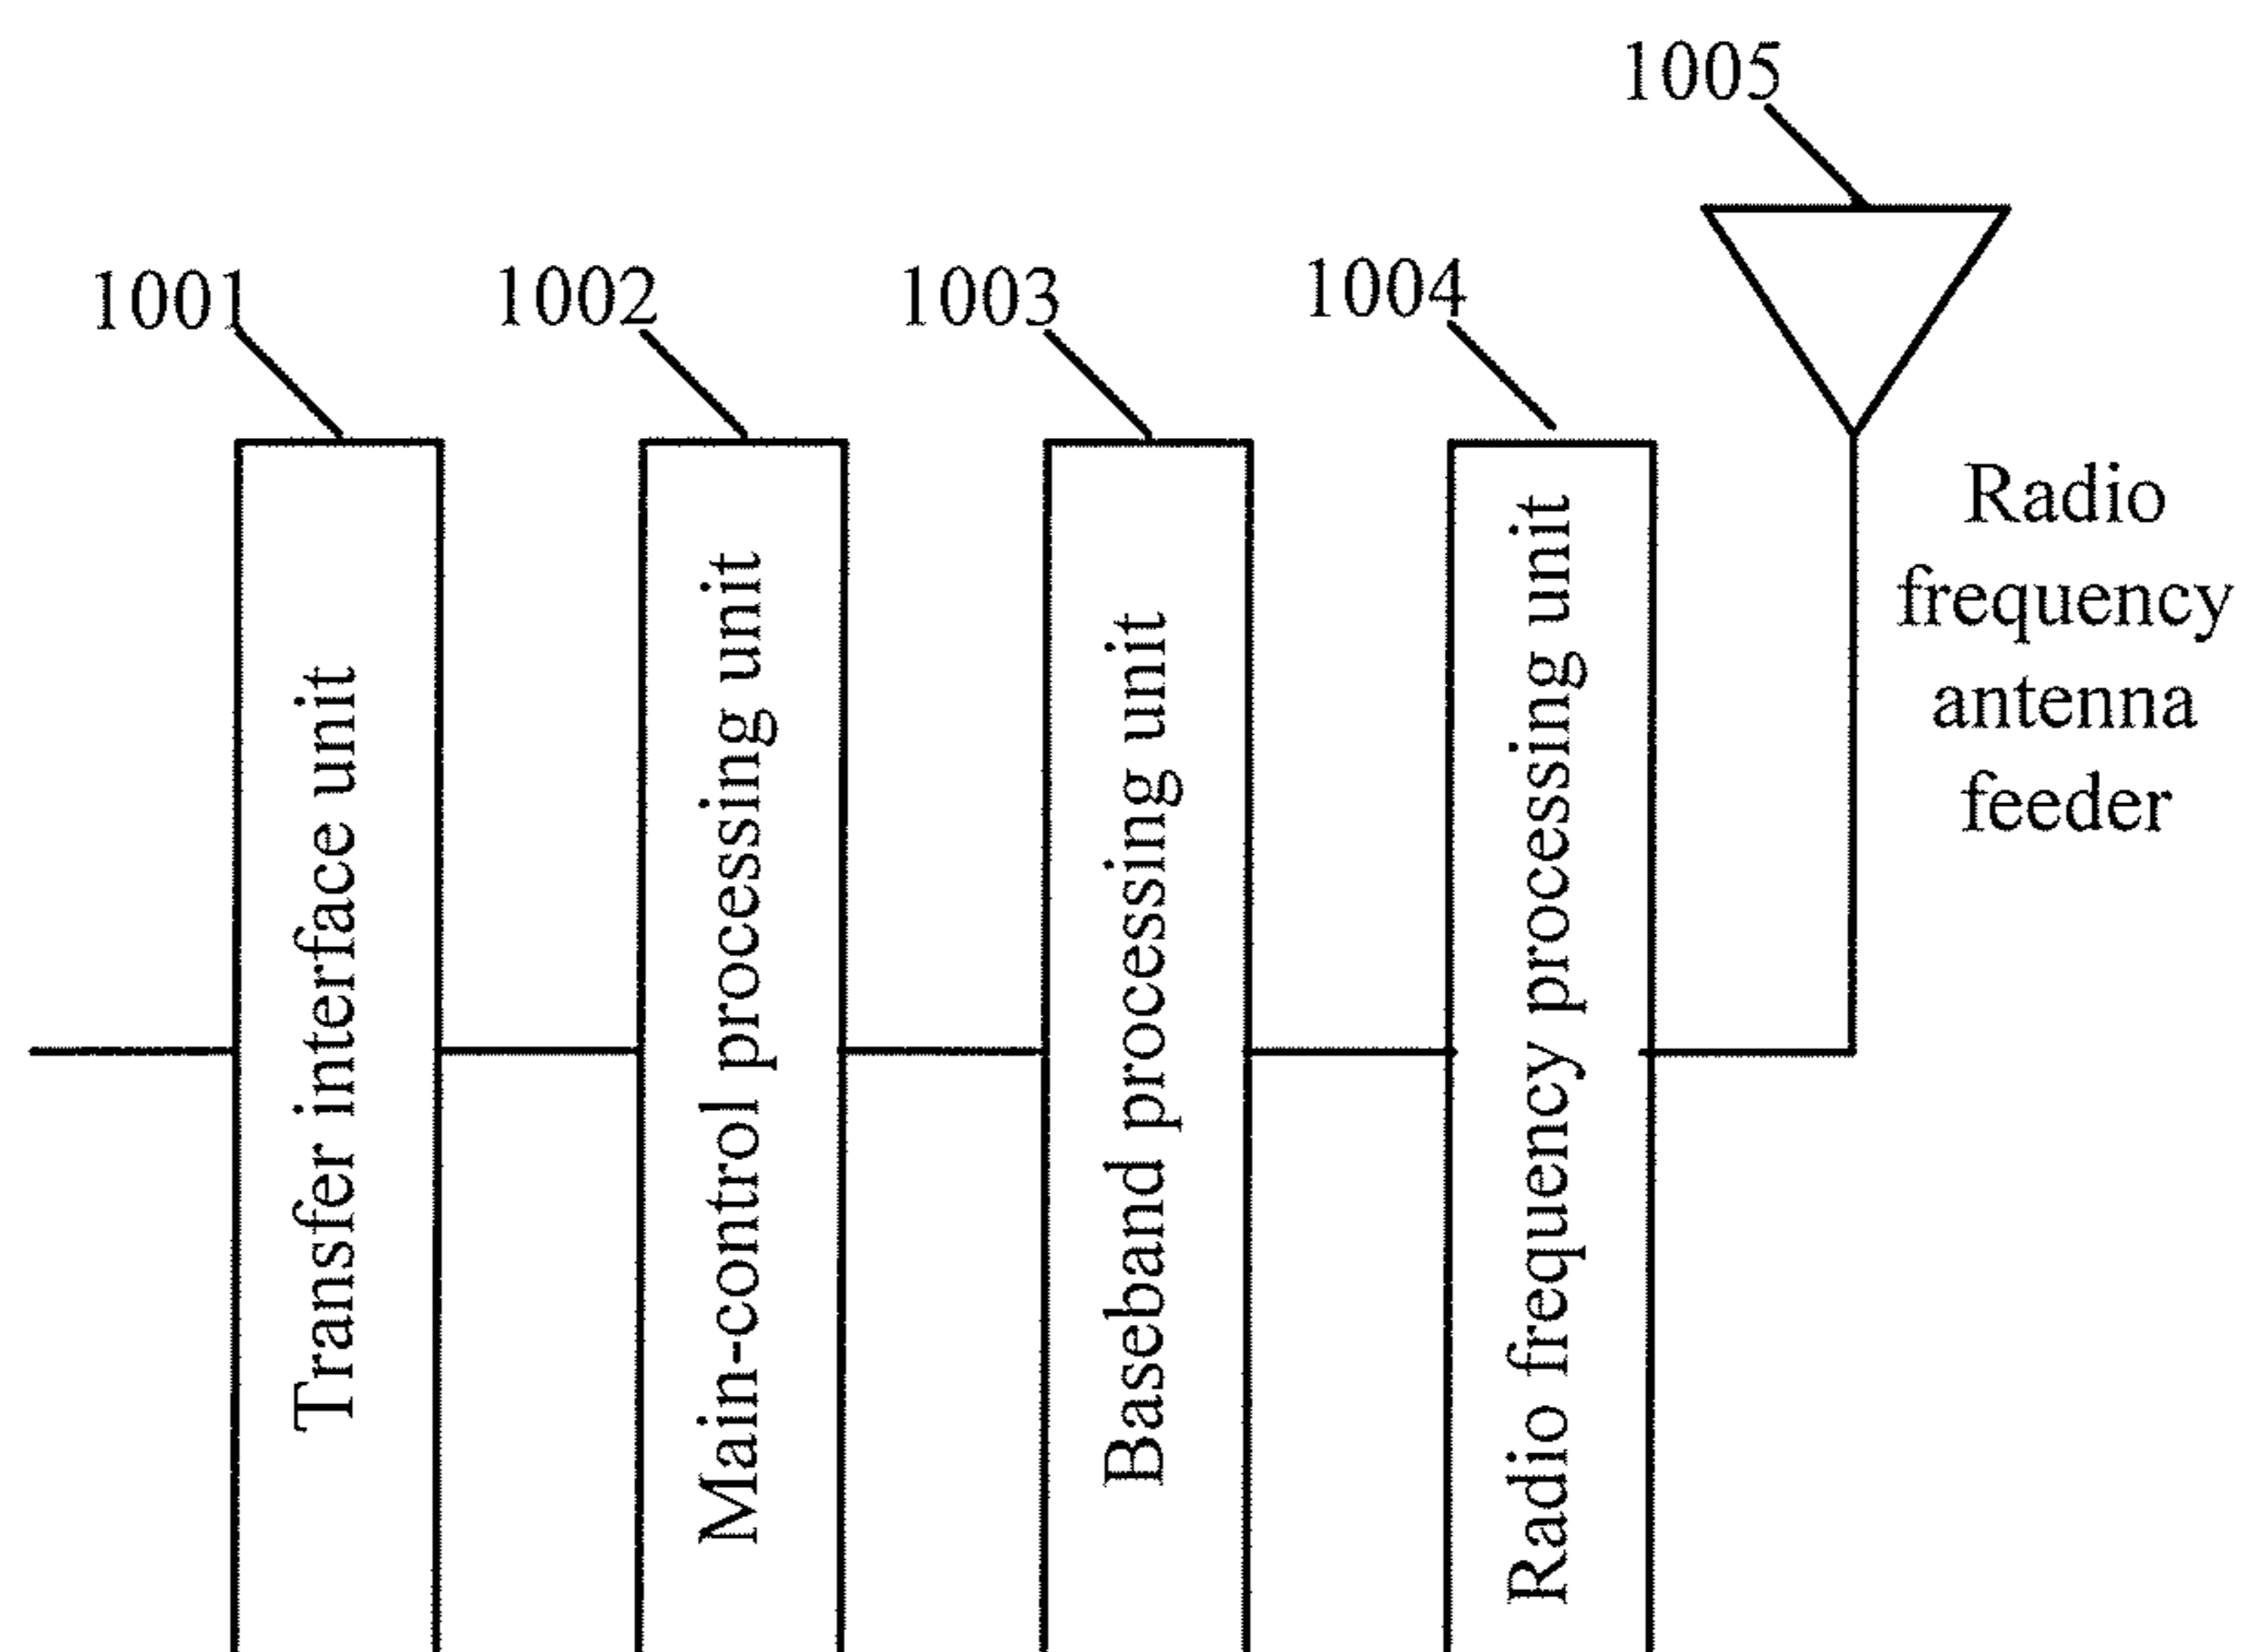 1005
1001
1002
1003
1004
Transfer interface unit
Main-control processing unit
Baseband processing unit
Radio frequency processing unit
Radio
frequency
antenna
feeder